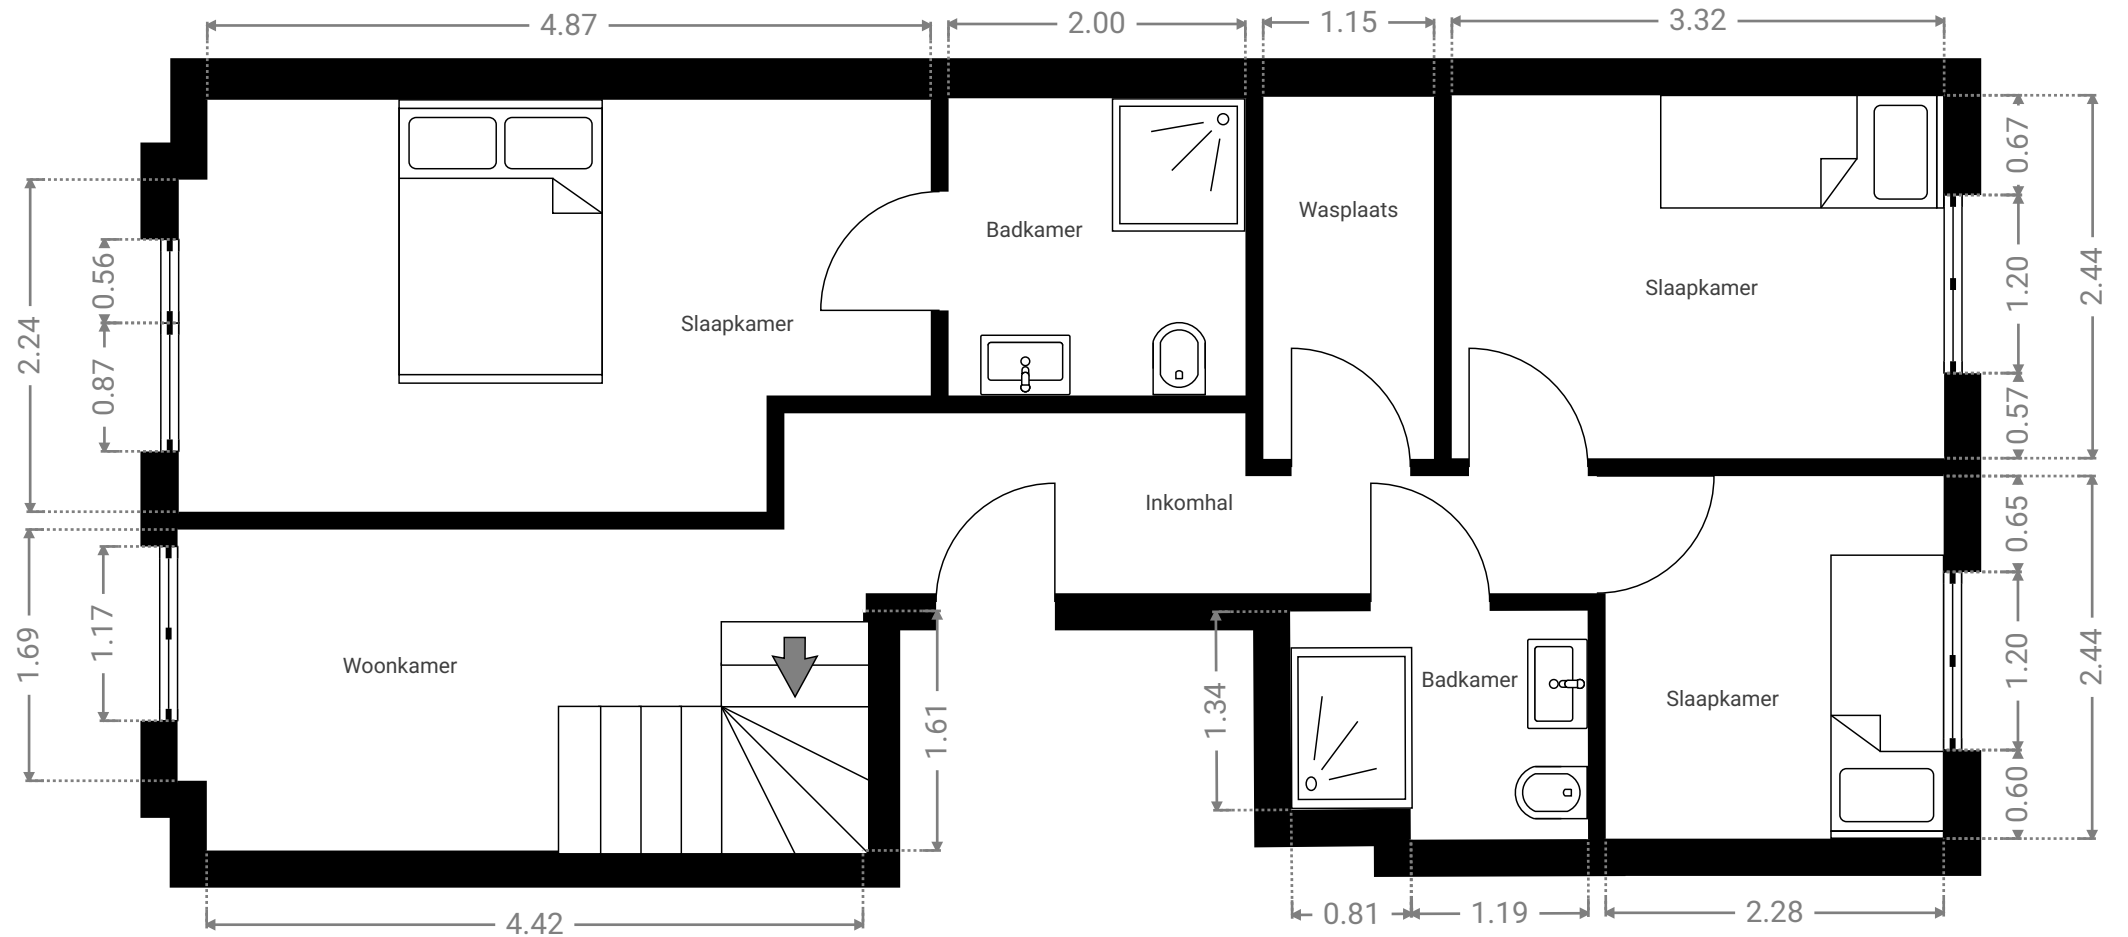 4.87
2.00
1.15
3.32
0.67
2.44
1.20
0.57
Wasplaats
Badkamer
Slaapkamer
Slaapkamer
0.56
2.24
0.87
Inkomhal
0.65
1.17
1.69
Woonkamer
1.61
1.34
Badkamer
Slaapkamer
1.20
2.44
0.60
4.42
0.81
1.19
2.28